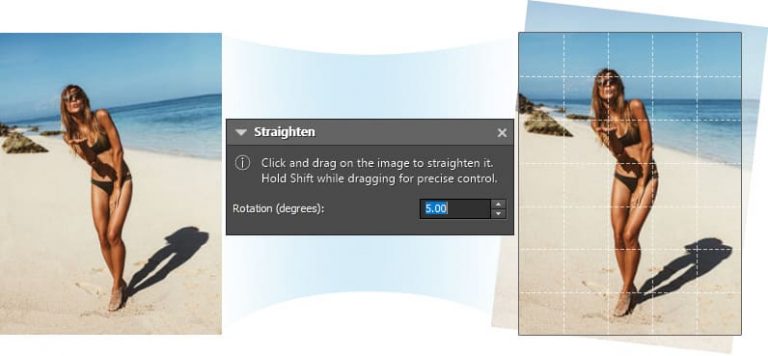 Straighten
Click and drag on the image to straighten it.
Hold Shift while dragging for precise control.
Rotation (degrees): 5.00